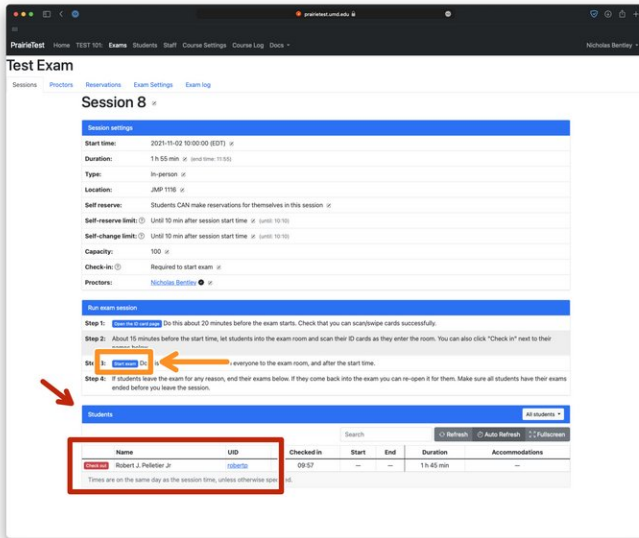 prairietest.umd.edu
PrairieTest Home TEST 101: Exams Students Staff Course Settings Course Log Docs Nicholas Bentley
Test Exam
Sessions Proctors Reservations Exam Settings Exam log
Session 8
Session settings
Start time: 2021-11-02 10:00:00 (EDT)
Duration: 1 h 55 min (end time: 11:55)
Type: In-person
Location: JMP 1116
Self reserve: Students CAN make reservations for themselves in this session
Self-reserve limit: Until 10 min after session start time (until: 10:10)
Self-change limit: Until 10 min after session start time (until: 10:10)
Capacity: 100
Check-in: Required to start exam
Proctors: Nicholas Bentley
Run exam session
Step 1: Open the ID card page Do this about 20 minutes before the exam starts. Check that you can scan/swipe cards successfully.
Step 2: About 15 minutes before the start time, let students into the exam room and scan their ID cards as they enter the room. You can also click "Check in" next to their
names below.
Start exam everyone to the exam room, and after the start time.
Step 4: If students leave the exam for any reason, end their exams below. If they come back into the exam you can re-open it for them. Make sure all students have their exams
ended before you leave the session.
Students All students
Search Refresh Auto Refresh Fullscreen
Name UID Checked in Start End Duration Accommodations
Check out Robert J. Pelletier Jr robertp 09:57 — — 1 h 45 min —
Times are on the same day as the session time, unless otherwise